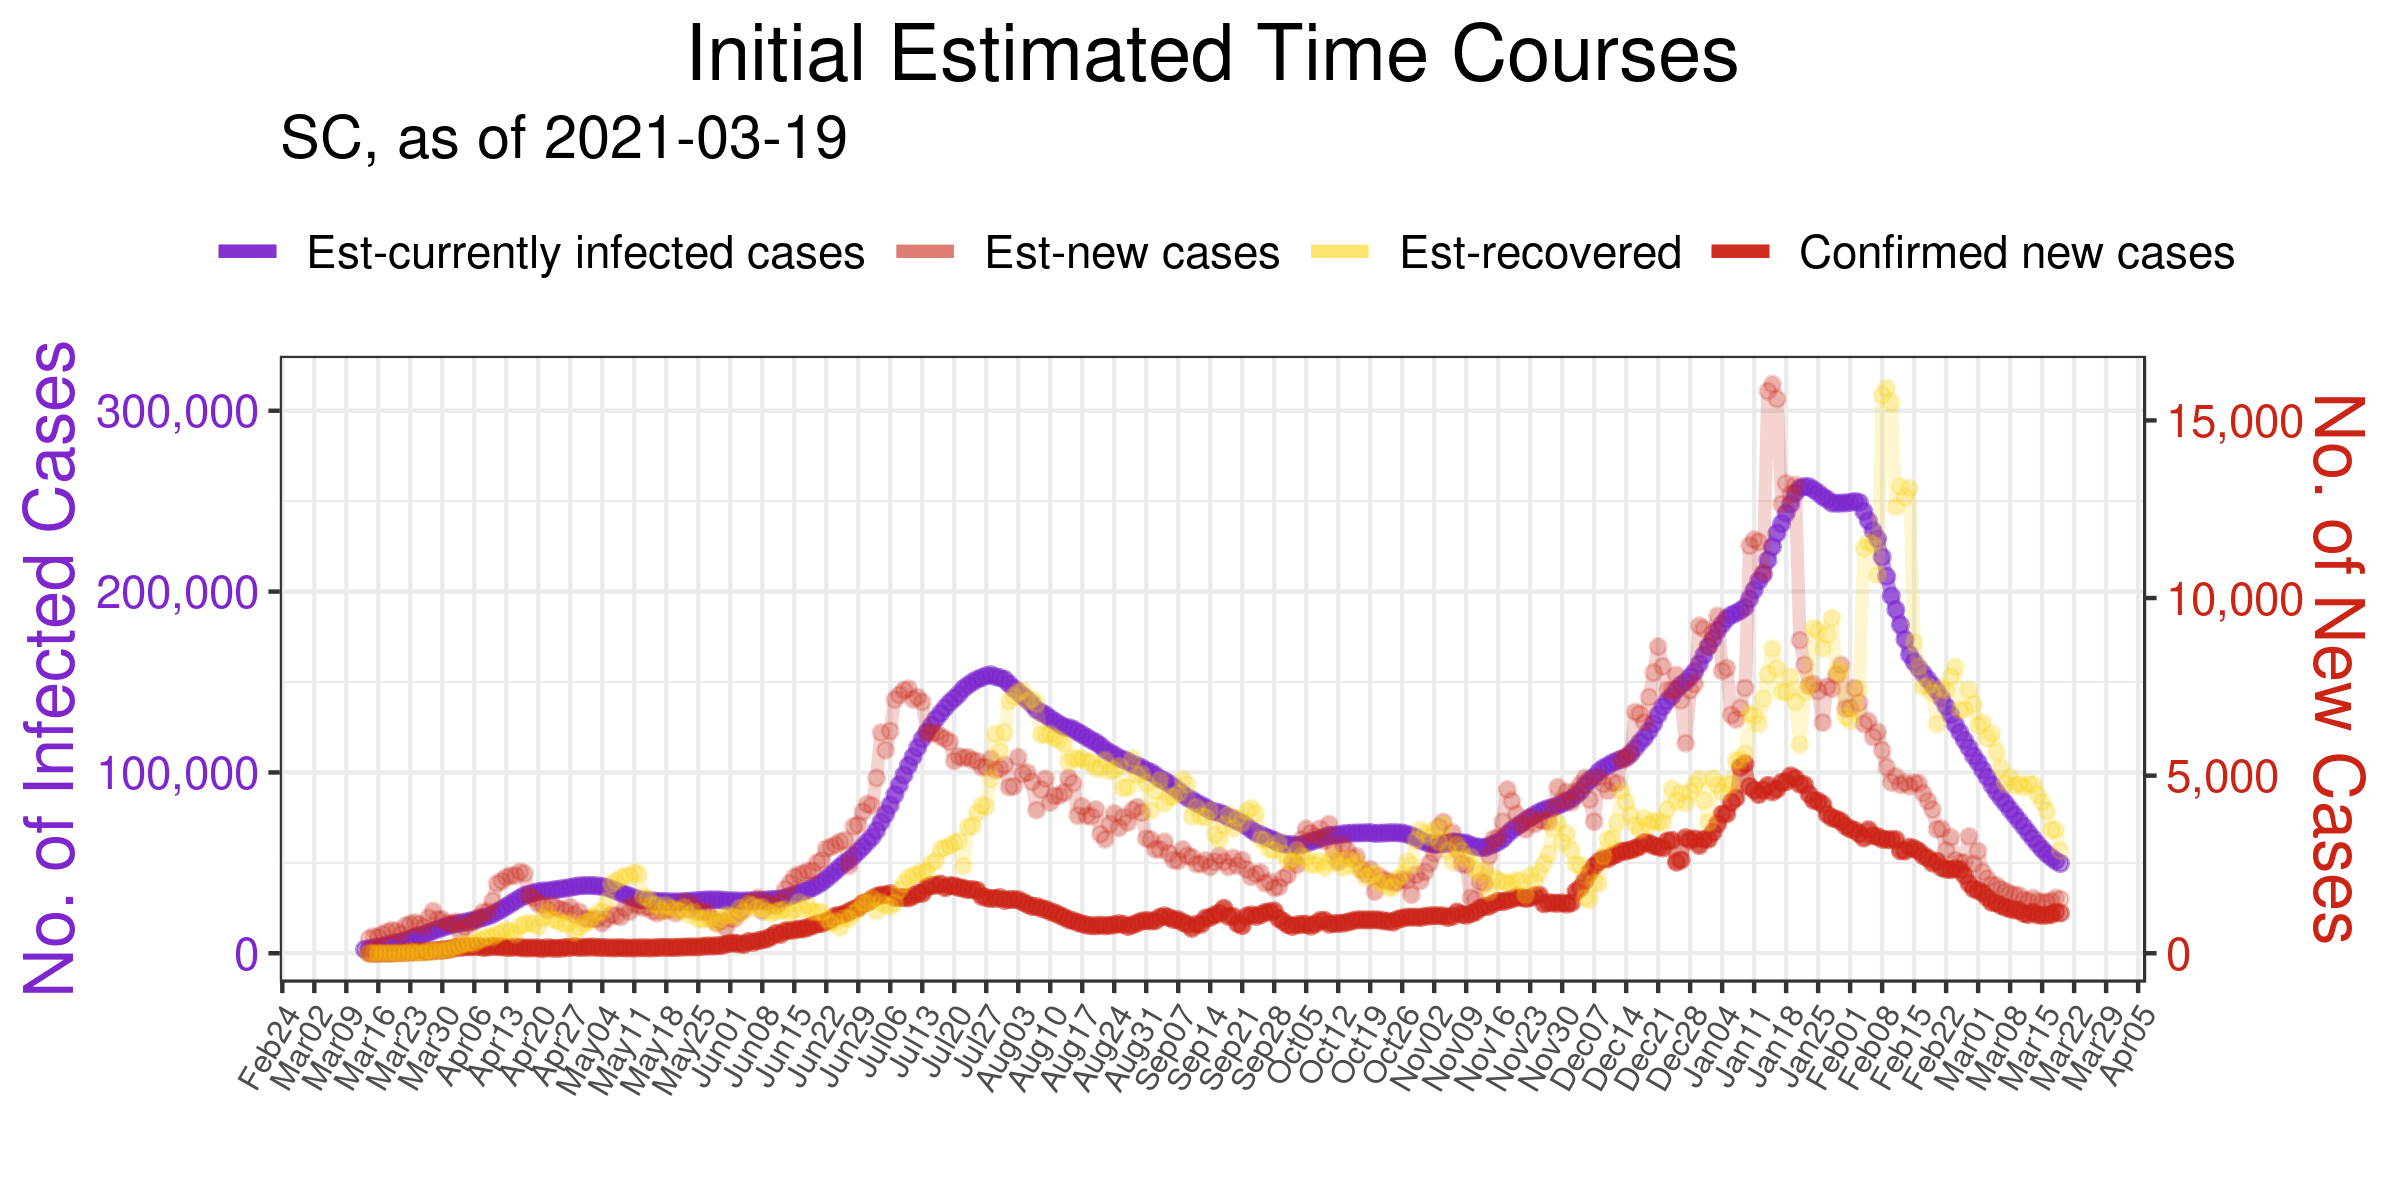 Initial Estimated Time Courses
SC, as of 2021-03-19
Est-currently infected cases Est-new cases Est-recovered Confirmed new cases
No. of Infected Cases
300,000
200,000
100,000
0
15,000
10,000
5,000
0
No. of New Cases
Feb24 Mar02 Mar09 Mar16 Mar23 Mar30 Apr06 Apr13 Apr20 Apr27 May04 May11 May18 May25 Jun01 Jun08 Jun15 Jun22 Jun29 Jul06 Jul13 Jul20 Jul27 Aug03 Aug10 Aug17 Aug24 Aug31 Sep07 Sep14 Sep21 Sep28 Oct05 Oct12 Oct19 Oct26 Nov02 Nov09 Nov16 Nov23 Nov30 Dec07 Dec14 Dec21 Dec28 Jan04 Jan11 Jan18 Jan25 Feb01 Feb08 Feb15 Feb22 Mar01 Mar08 Mar15 Mar22 Mar29 Apr05